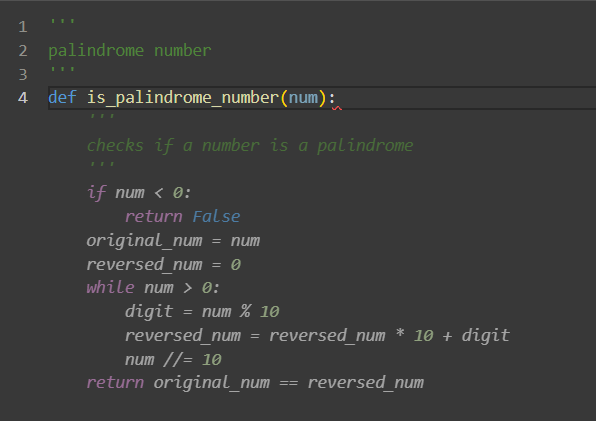 1 '''
2 palindrome number
3 '''
4 def is_palindrome_number(num):
    '''
    checks if a number is a palindrome
    '''
    if num < 0:
        return False
    original_num = num
    reversed_num = 0
    while num > 0:
        digit = num % 10
        reversed_num = reversed_num * 10 + digit
        num //= 10
    return original_num == reversed_num